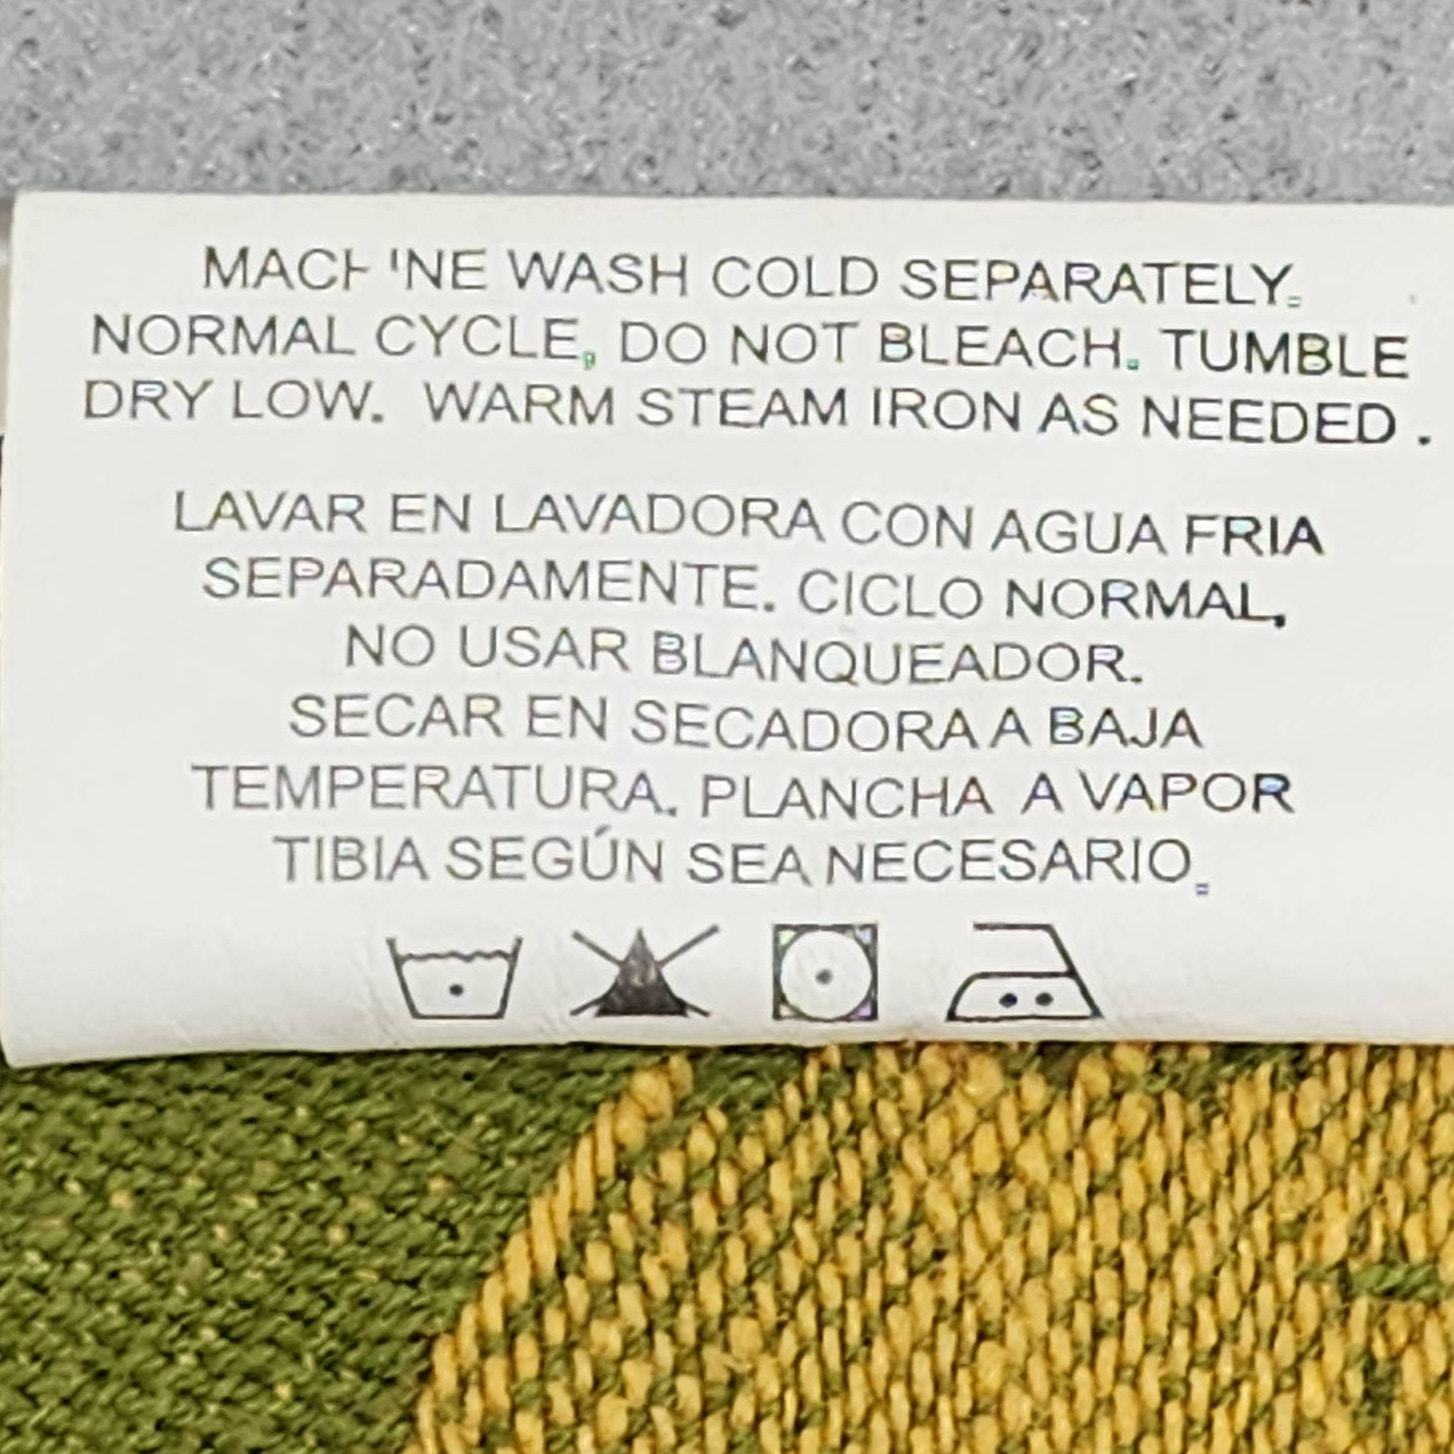 MACHINE WASH COLD SEPARATELY.
NORMAL CYCLE, DO NOT BLEACH. TUMBLE
DRY LOW. WARM STEAM IRON AS NEEDED .
LAVAR EN LAVADORA CON AGUA FRIA
SEPARADAMENTE. CICLO NORMAL,
NO USAR BLANQUEADOR.
SECAR EN SECADORA A BAJA
TEMPERATURA. PLANCHA A VAPOR
TIBIA SEGÚN SEA NECESARIO.